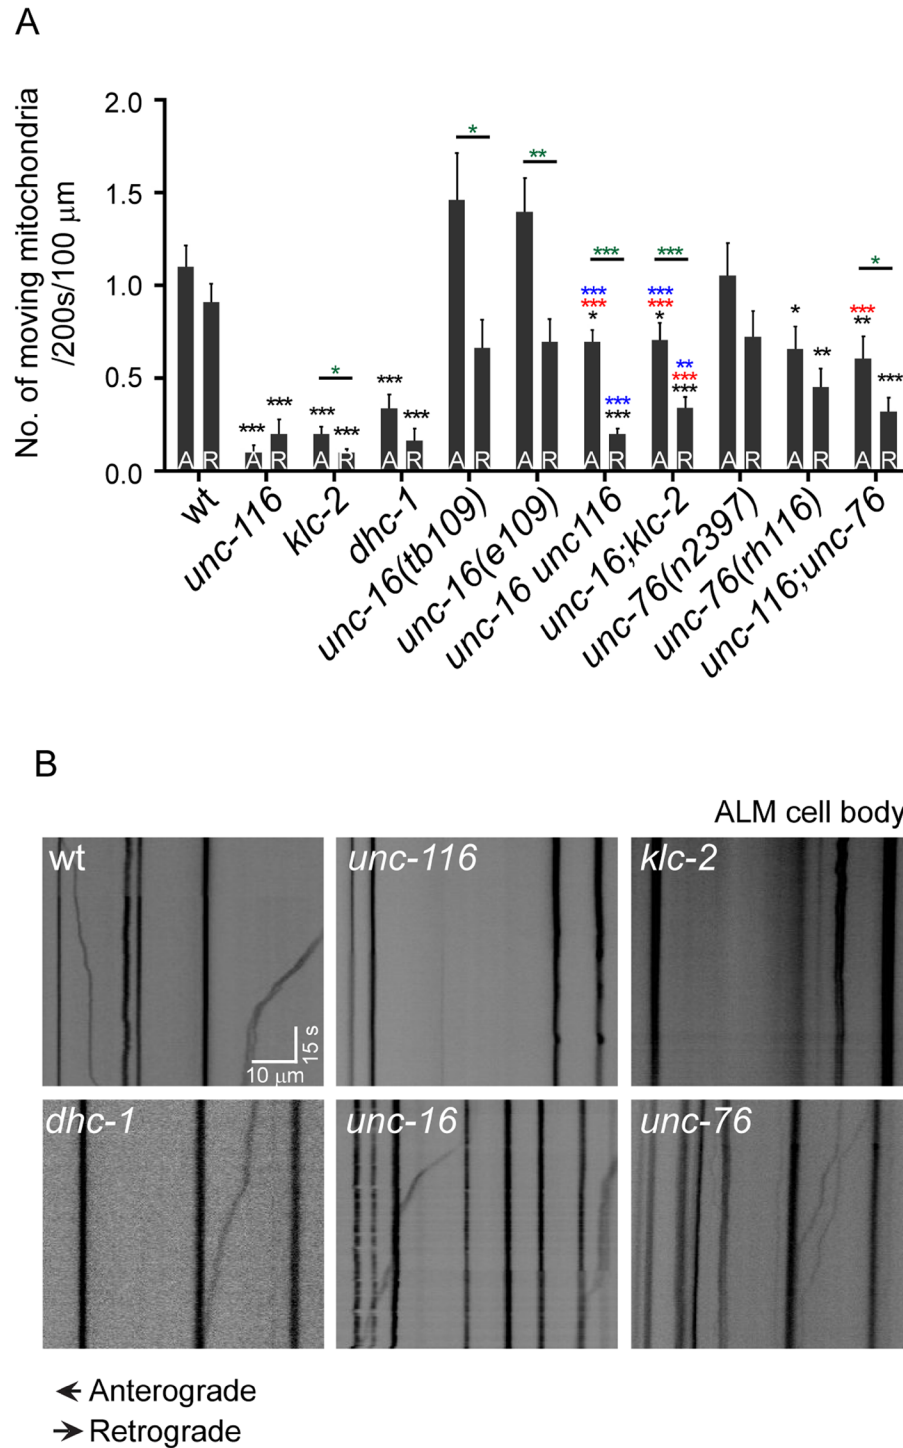 A
No. of moving mitochondria
/200s/100 μm
2.0
1.5
1.0
0.5
0.0
*
**
***
***
*
***
***
*
***
***
*
***
**
***
***
*
**
***
**
***
***
*
***
***
***
***
***
***
***
***
***
A R A R A R A R A R A R A R A R A R A R A R
wt
unc-116
klc-2
dhc-1
unc-16(tb109)
unc-16(e109)
unc-16 unc116
unc-16;klc-2
unc-76(n2397)
unc-76(rh116)
unc-116;unc-76
B
ALM cell body
wt
unc-116
klc-2
15 s
10 μm
dhc-1
unc-16
unc-76
Anterograde
Retrograde